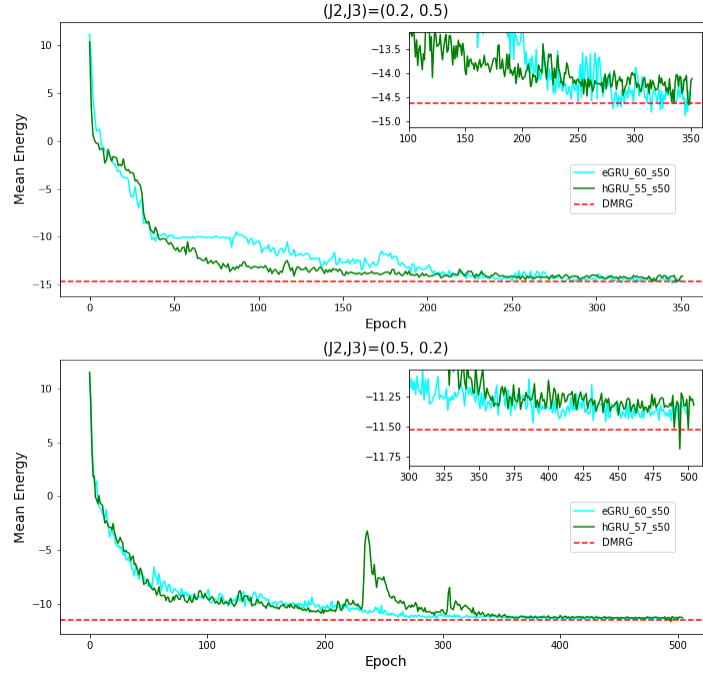 (J2,J3)=(0.2, 0.5)
Mean Energy
10
5
0
−5
−10
−15
0 50 100 150 200 250 300 350
Epoch
−13.5
−14.0
−14.5
−15.0
100 150 200 250 300 350
eGRU_60_s50
hGRU_55_s50
DMRG
(J2,J3)=(0.5, 0.2)
Mean Energy
10
5
0
−5
−10
0 100 200 300 400 500
Epoch
−11.25
−11.50
−11.75
300 325 350 375 400 425 450 475 500
eGRU_60_s50
hGRU_57_s50
DMRG